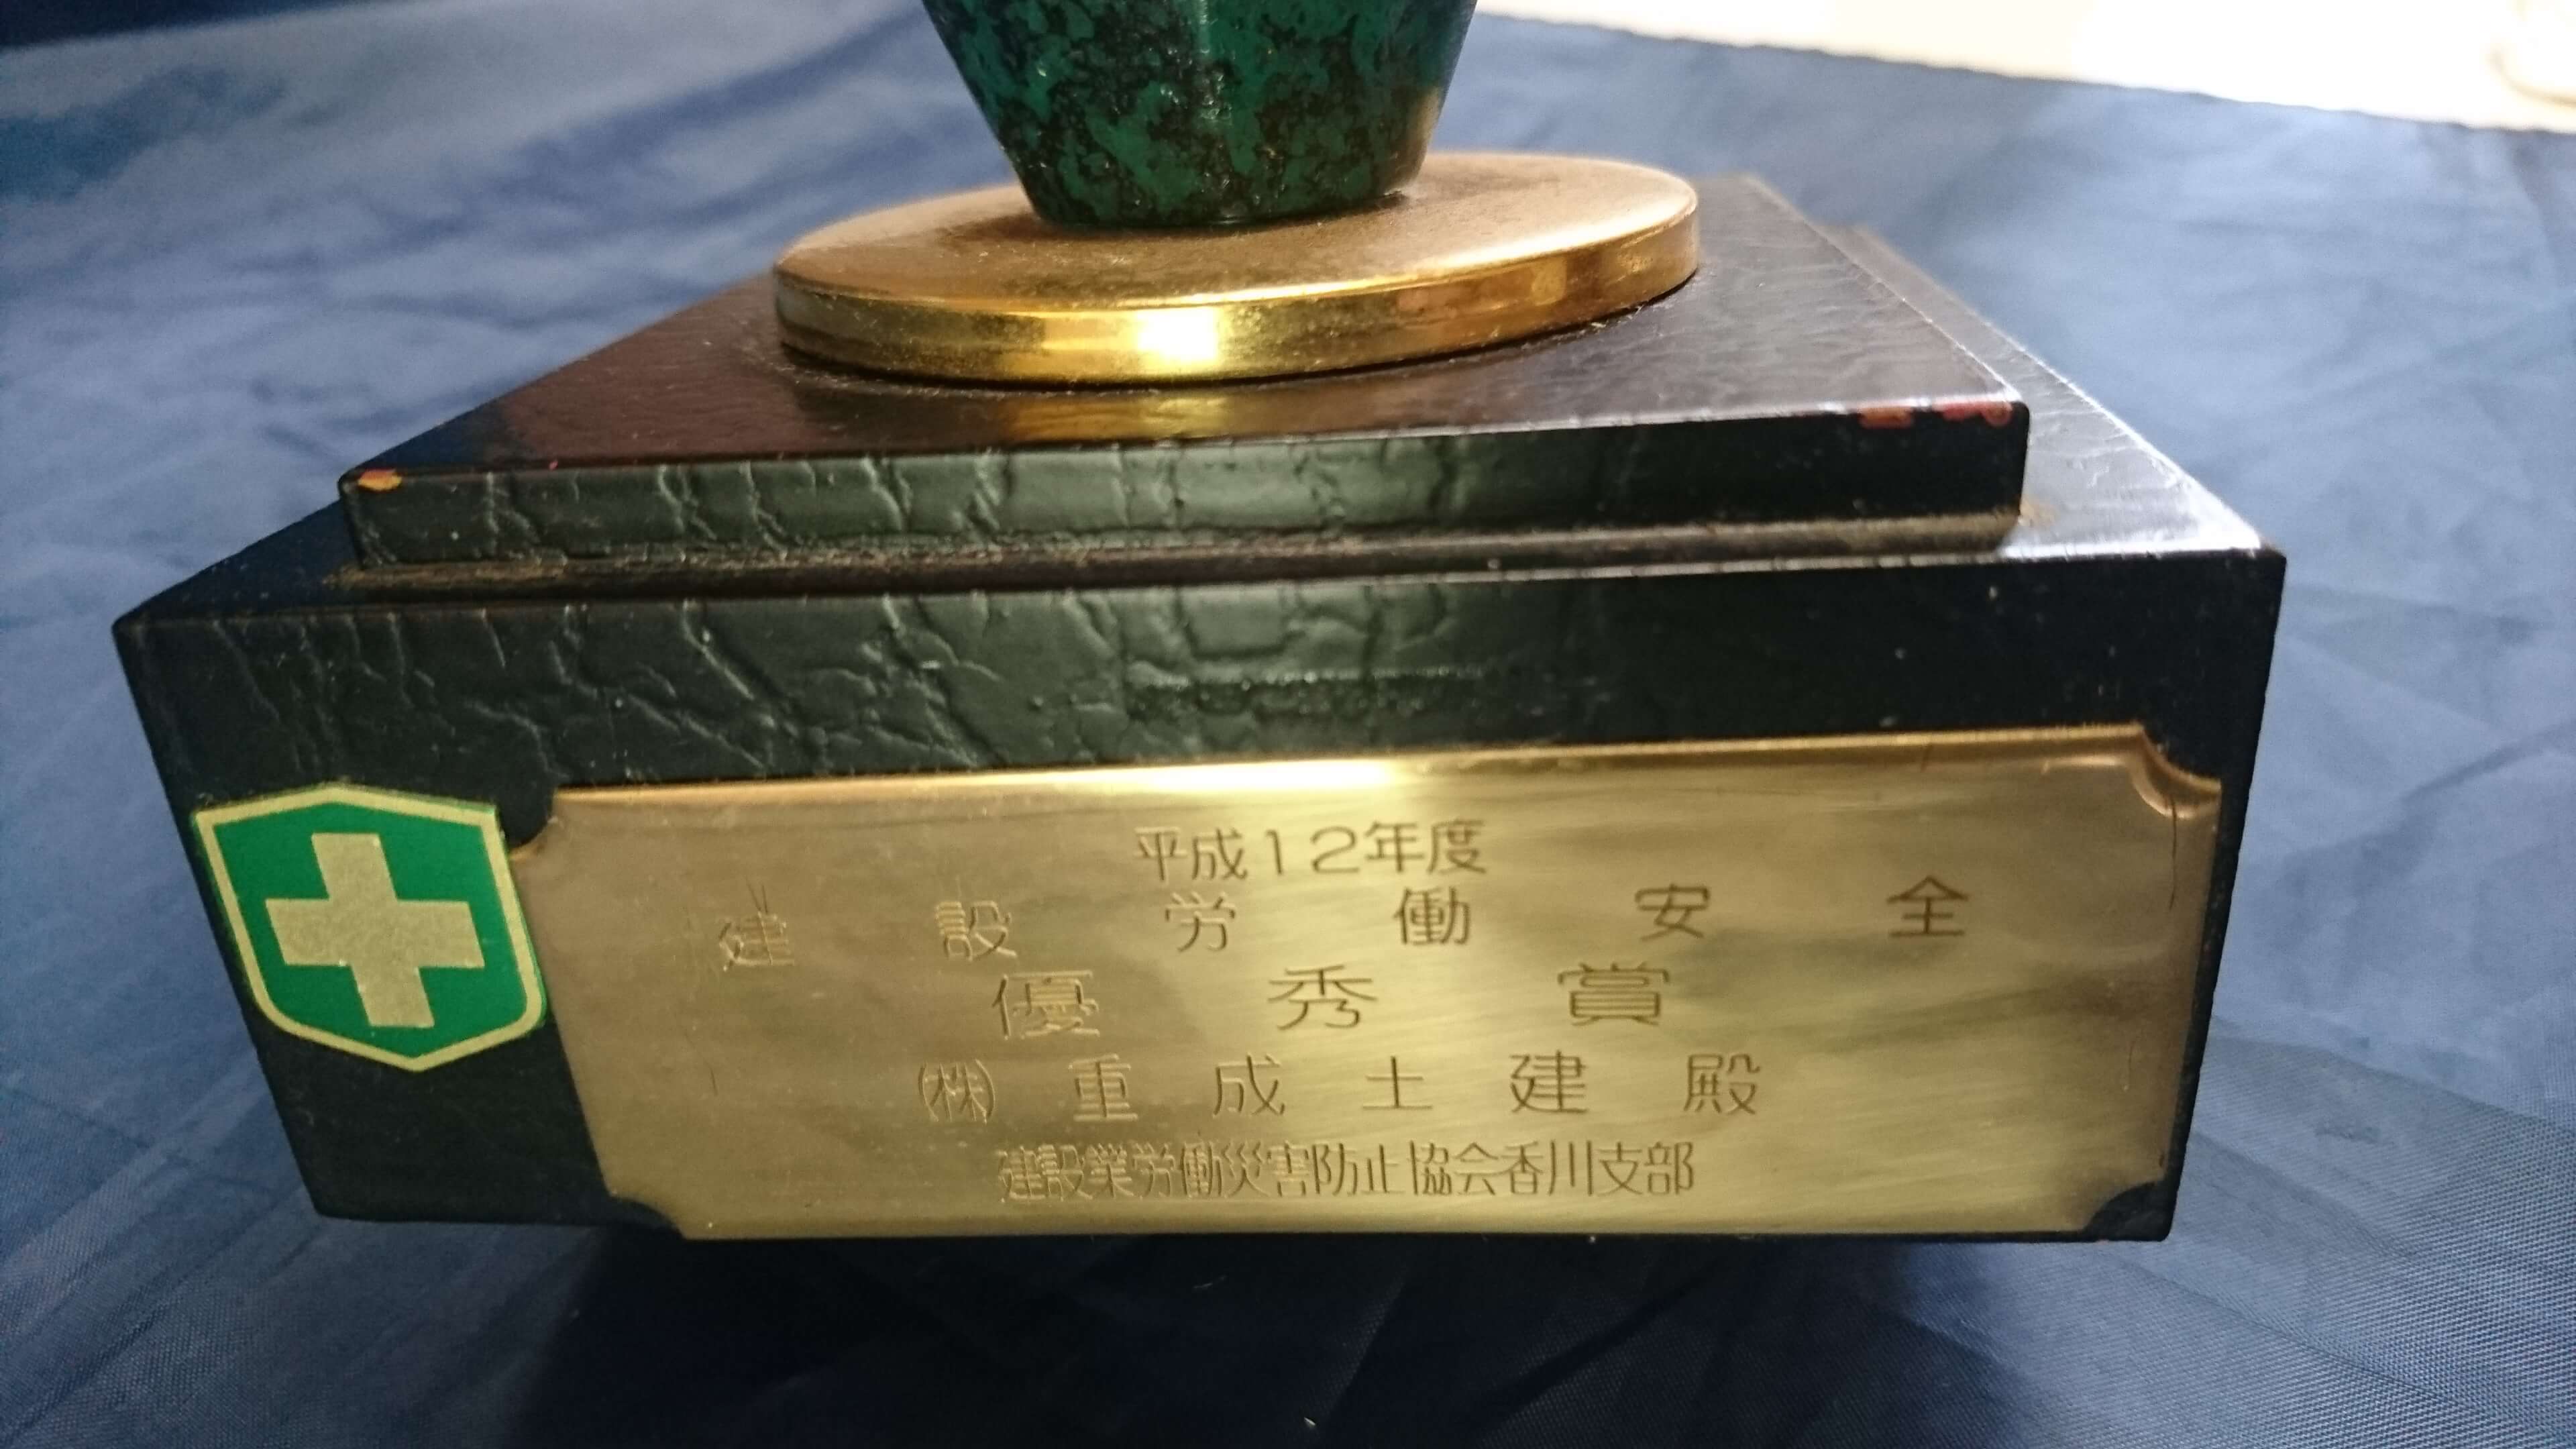 平成12年度
建設労働安全
優秀賞
㈱重成土建殿
建設業労働災害防止協会香川支部